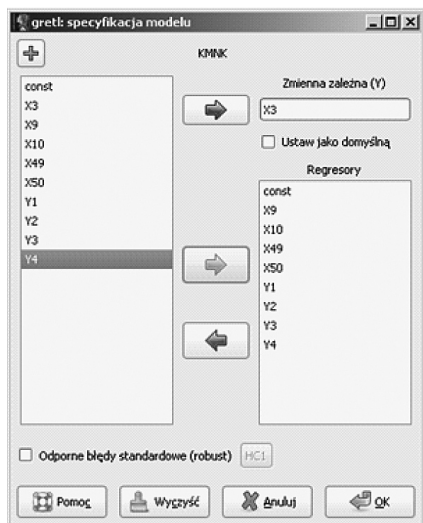 gretl: specyfikacja modelu
KMNK
const
X3
X9
X10
X49
X50
Y1
Y2
Y3
Y4
Zmienna zależna (Y)
X3
Ustaw jako domyślną
Regresory
const
X9
X10
X49
X50
Y1
Y2
Y3
Y4
Odporne błędy standardowe (robust)
HC1
Pomoc
Wyczyść
Anuluj
OK